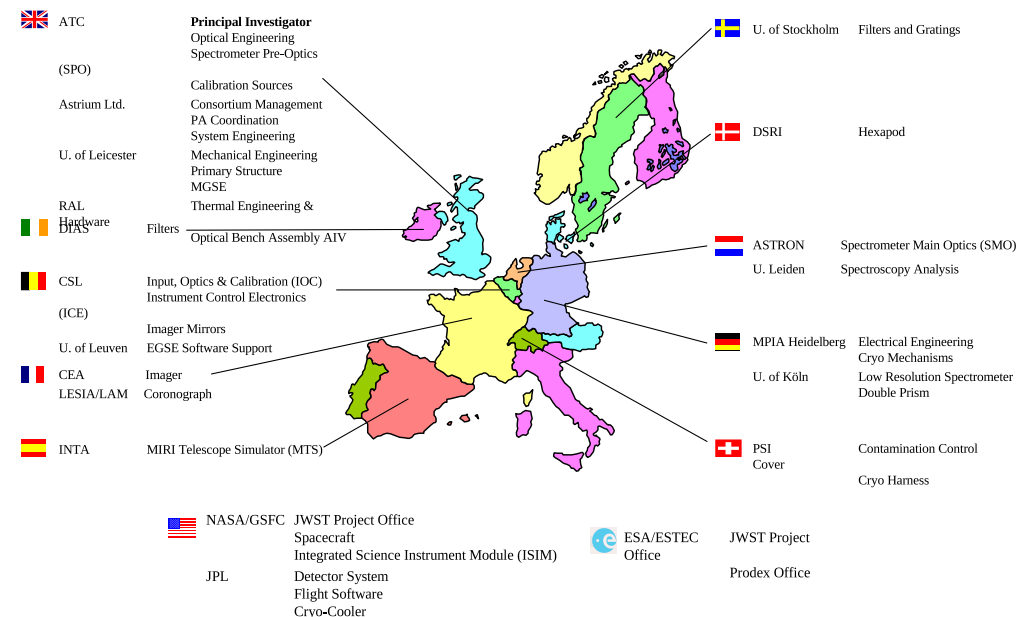 ATC Principal Investigator
Optical Engineering
Spectrometer Pre-Optics
(SPO)
Calibration Sources
Astrium Ltd. Consortium Management
PA Coordination
System Engineering
U. of Leicester Mechanical Engineering
Primary Structure
MGSE
RAL Thermal Engineering &
Hardware
Optical Bench Assembly AIV
DIAS Filters
CSL Input, Optics & Calibration (IOC)
Instrument Control Electronics
(ICE)
Imager Mirrors
U. of Leuven EGSE Software Support
CEA Imager
LESIA/LAM Coronograph
INTA MIRI Telescope Simulator (MTS)
U. of Stockholm Filters and Gratings
DSRI Hexapod
ASTRON Spectrometer Main Optics (SMO)
U. Leiden Spectroscopy Analysis
MPIA Heidelberg Electrical Engineering
Cryo Mechanisms
U. of Köln Low Resolution Spectrometer
Double Prism
PSI Contamination Control
Cover
Cryo Harness
NASA/GSFC JWST Project Office
Spacecraft
Integrated Science Instrument Module (ISIM)
JPL Detector System
Flight Software
Cryo-Cooler
esa
ESA/ESTEC JWST Project
Office
Prodex Office